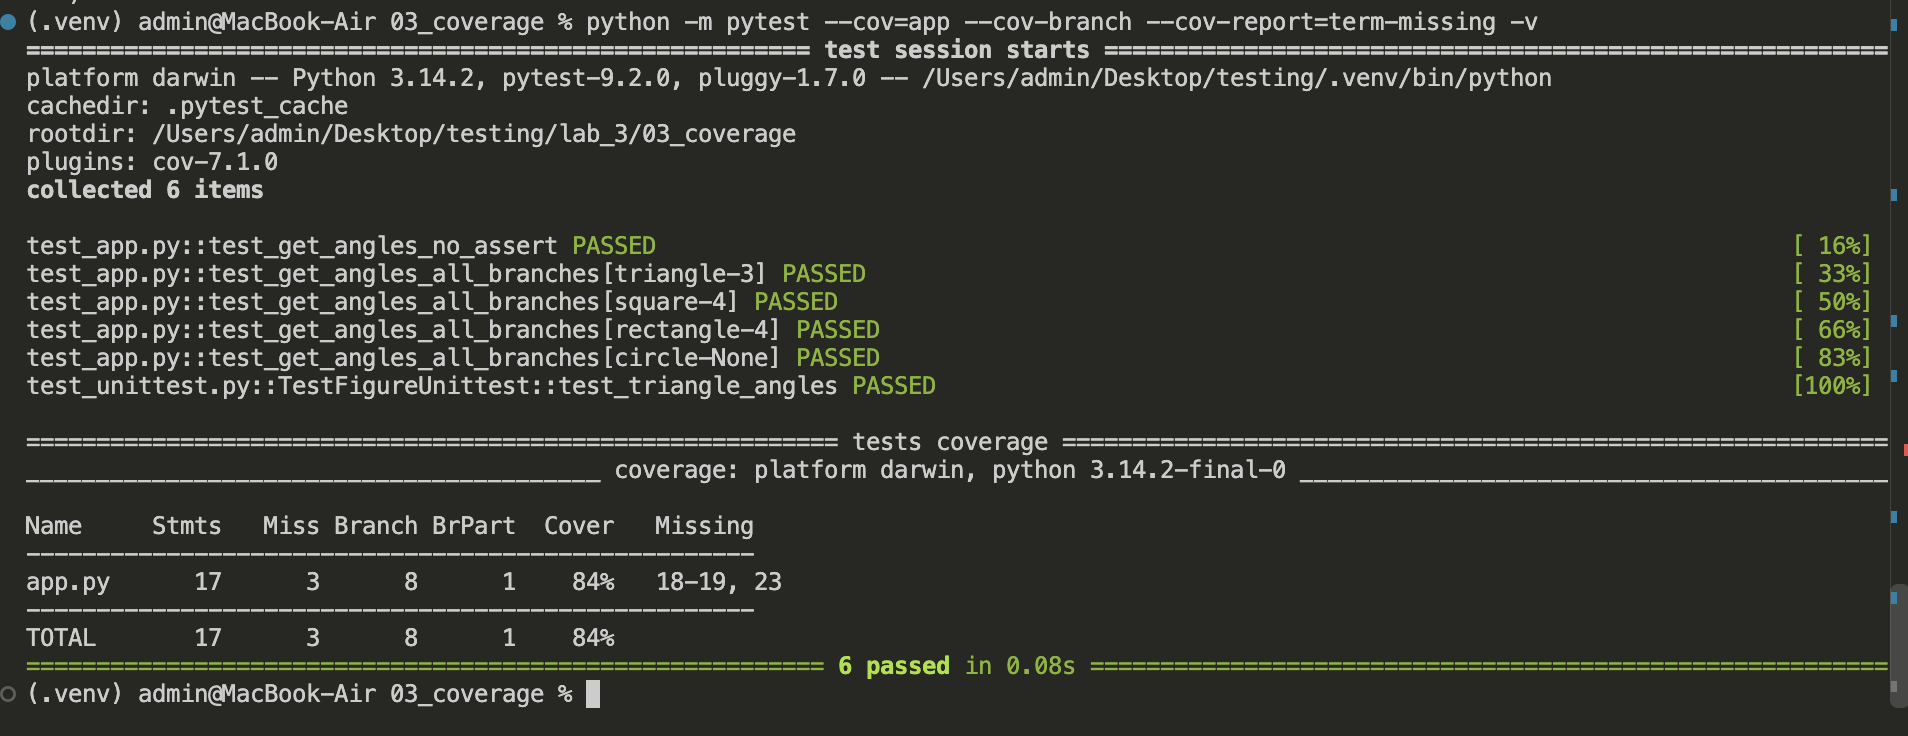 (.venv) admin@MacBook-Air 03_coverage % python -m pytest --cov=app --cov-branch --cov-report=term-missing -v
======================================================== test session starts ========================================================
platform darwin -- Python 3.14.2, pytest-9.2.0, pluggy-1.7.0 -- /Users/admin/Desktop/testing/.venv/bin/python
cachedir: .pytest_cache
rootdir: /Users/admin/Desktop/testing/lab_3/03_coverage
plugins: cov-7.1.0
collected 6 items
test_app.py::test_get_angles_no_assert PASSED [ 16%]
test_app.py::test_get_angles_all_branches[triangle-3] PASSED [ 33%]
test_app.py::test_get_angles_all_branches[square-4] PASSED [ 50%]
test_app.py::test_get_angles_all_branches[rectangle-4] PASSED [ 66%]
test_app.py::test_get_angles_all_branches[circle-None] PASSED [ 83%]
test_unittest.py::TestFigureUnittest::test_triangle_angles PASSED [100%]
========================================================== tests coverage ===========================================================
_________________________________________ coverage: platform darwin, python 3.14.2-final-0 __________________________________________
Name     Stmts   Miss Branch BrPart  Cover   Missing
----------------------------------------------------
app.py      17      3      8      1    84%   18-19, 23
----------------------------------------------------
TOTAL       17      3      8      1    84%
========================================================= 6 passed in 0.08s =========================================================
(.venv) admin@MacBook-Air 03_coverage %